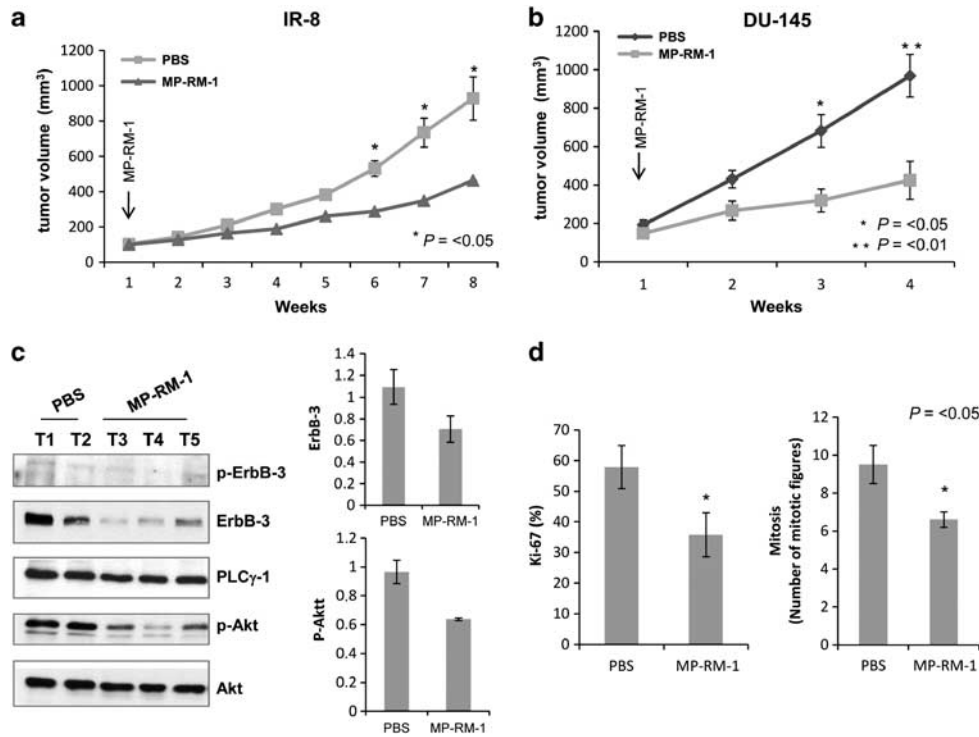 a
IR-8
PBS
MP-RM-1
tumor volume (mm³)
1200
1000
800
600
400
200
0
MP-RM-1
*
*
*
* P = <0.05
1 2 3 4 5 6 7 8
Weeks
b
DU-145
PBS
MP-RM-1
tumor volume (mm³)
1200
1000
800
600
400
200
0
MP-RM-1
*
**
* P = <0.05
** P = <0.01
1 2 3 4
Weeks
c
PBS MP-RM-1
T1 T2 T3 T4 T5
p-ErbB-3
ErbB-3
PLCγ-1
p-Akt
Akt
ErbB-3
1.4
1.2
1
0.8
0.6
0.4
0.2
0
PBS MP-RM-1
P-Aktt
1.2
1
0.8
0.6
0.4
0.2
0
PBS MP-RM-1
d
Ki-67 (%)
80
70
60
50
40
30
20
10
0
*
PBS MP-RM-1
Mitosis
(Number of mitotic figures)
12
10
8
6
4
2
0
P = <0.05
*
PBS MP-RM-1